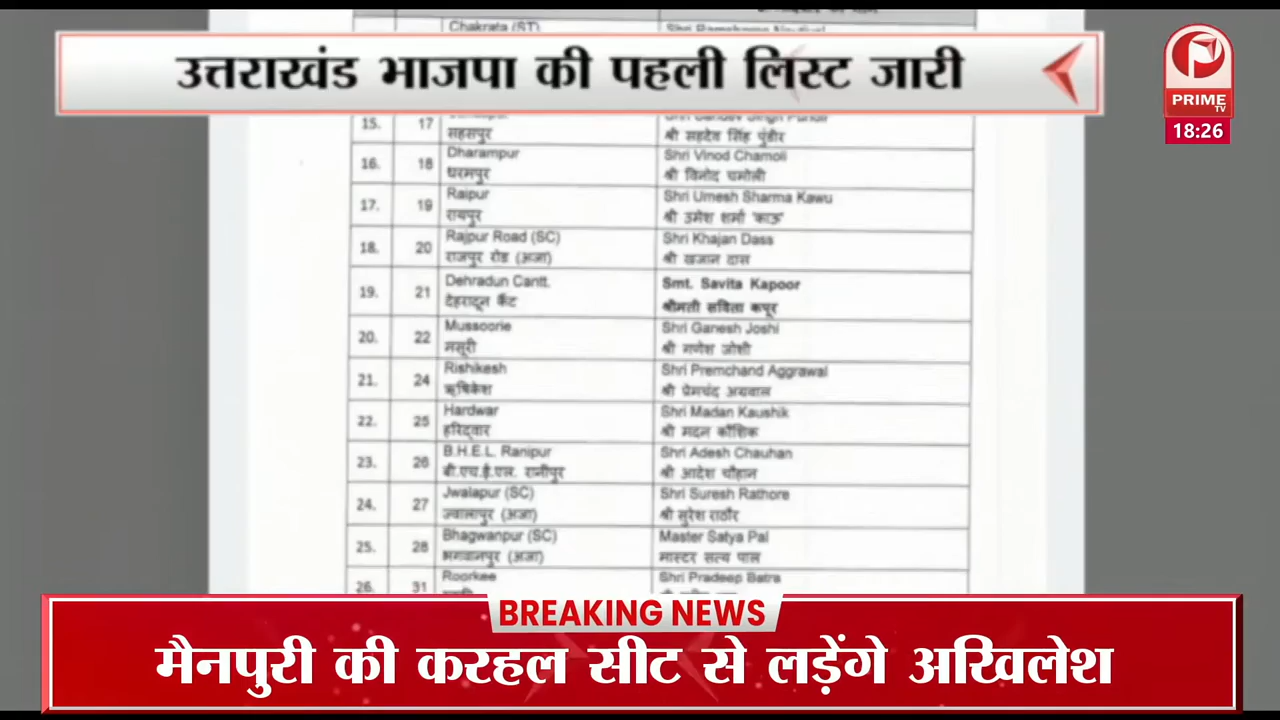 Chakrata (ST)
उत्तराखंड भाजपा की पहली लिस्ट जारी
PRIME
TV
18:26
15. 17
सहसपुर श्री सहदेव सिंह पुंडीर
16. 18 Dharampur Shri Vinod Chamoli
धरमपुर श्री विनोद चमोली
17. 19 Raipur Shri Umesh Sharma Kawu
रायपुर श्री उमेश शर्मा 'काऊ'
18. 20 Rajpur Road (SC) Shri Khajan Dass
राजपुर रोड (अजा) श्री खजान दास
19. 21 Dehradun Cantt. Smt. Savita Kapoor
देहरादून कैंट श्रीमती सविता कपूर
20. 22 Mussoorie Shri Ganesh Joshi
मसूरी श्री गणेश जोशी
21. 24 Rishikesh Shri Premchand Aggrawal
ऋषिकेश श्री प्रेमचंद अग्रवाल
22. 25 Hardwar Shri Madan Kaushik
हरिद्वार श्री मदन कौशिक
23. 26 B.H.E.L. Ranipur Shri Adesh Chauhan
बी.एच.ई.एल. रानीपुर श्री आदेश चौहान
24. 27 Jwalapur (SC) Shri Suresh Rathore
ज्वालापुर (अजा) श्री सुरेश राठौर
25. 28 Bhagwanpur (SC) Master Satya Pal
भगवानपुर (अजा) मास्टर सत्य पाल
26. 31 Roorkee Shri Pradeep Batra
BREAKING NEWS
मैनपुरी की करहल सीट से लड़ेंगे अखिलेश